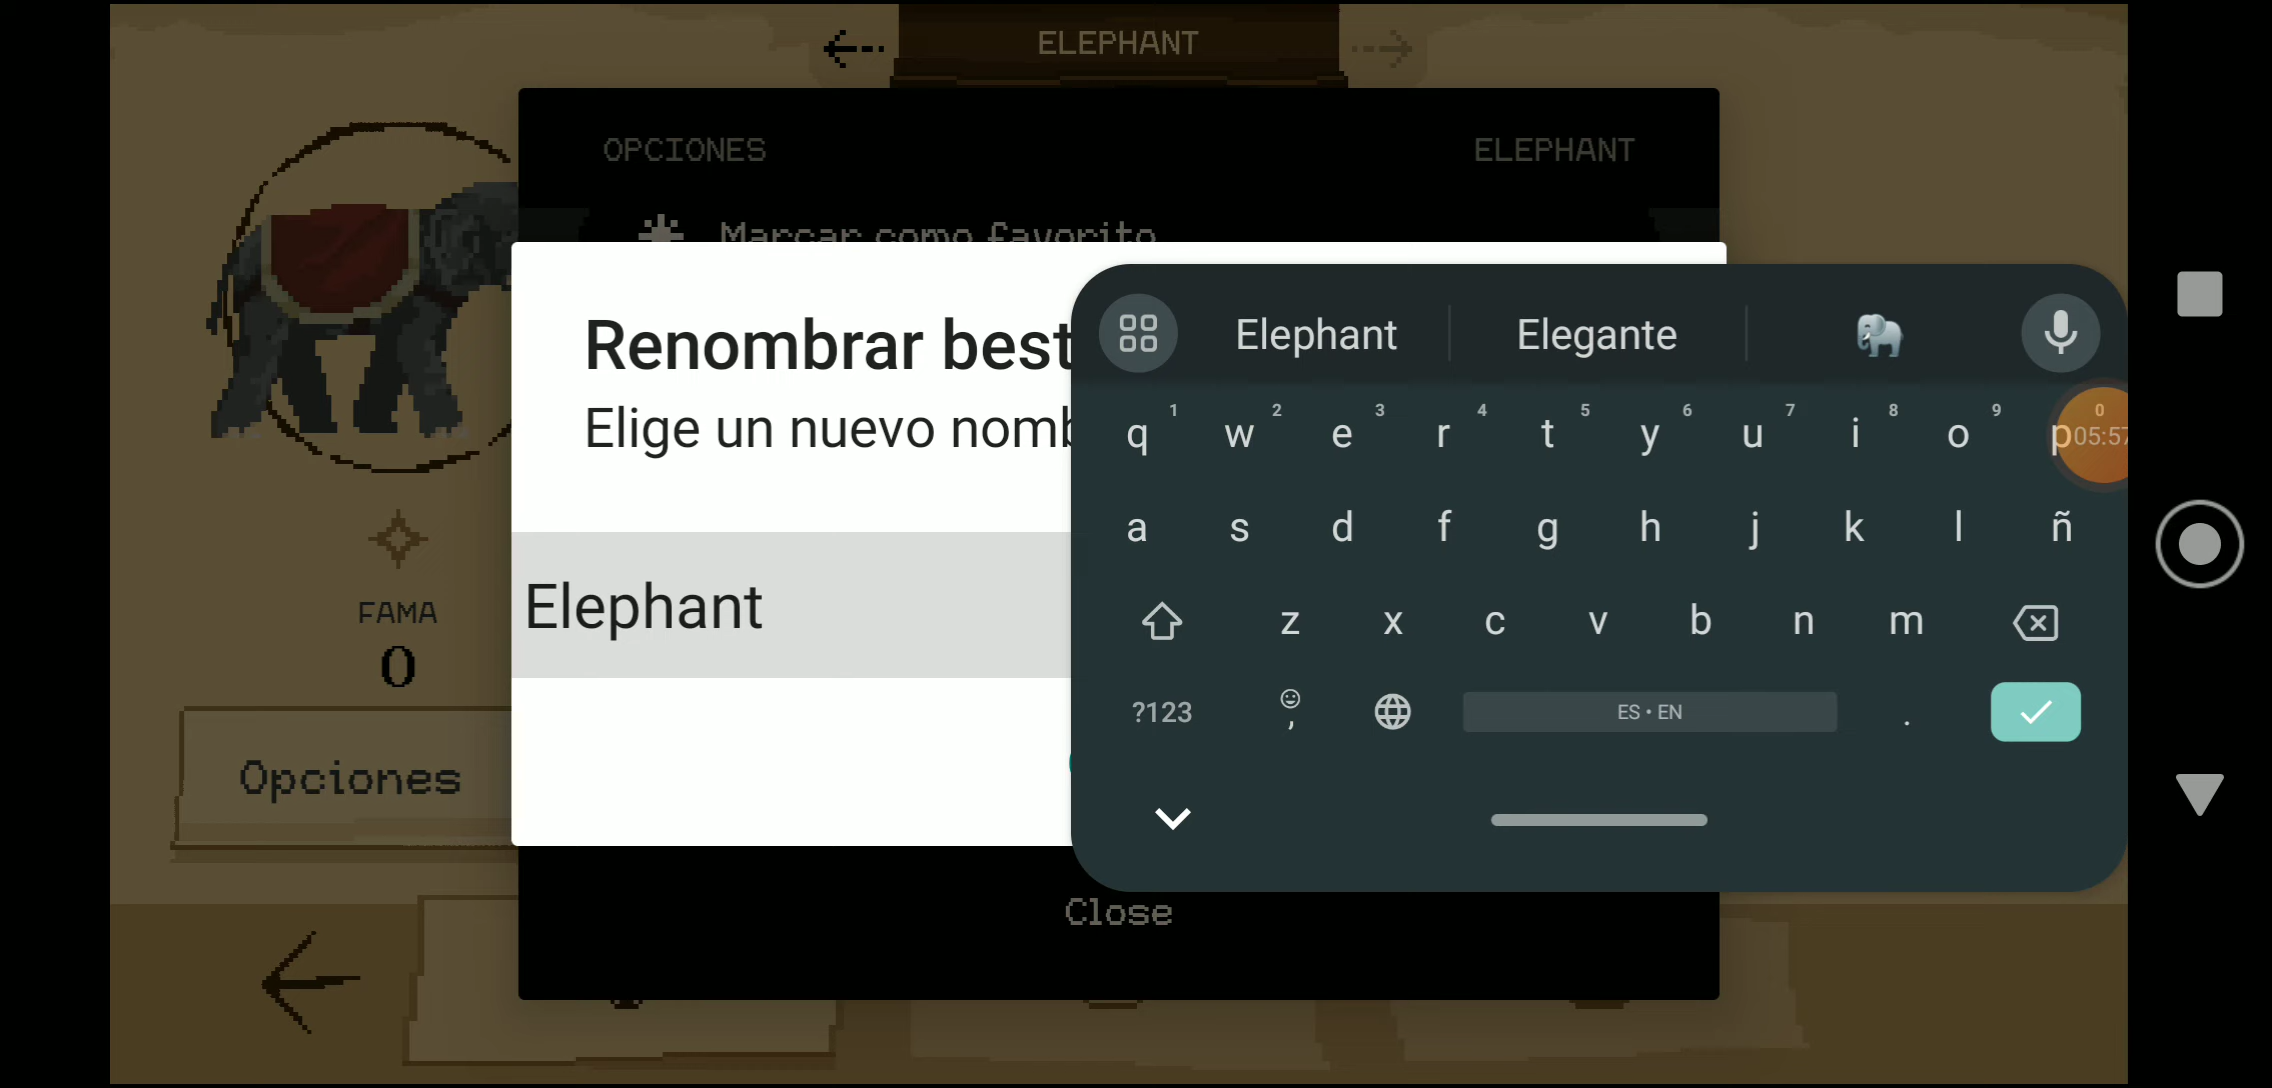 ELEPHANT
OPCIONES ELEPHANT
Marcar como favorito
Renombrar best
Elige un nuevo nomb
Elephant
FAMA
0
Opciones
Close
Elephant Elegante
1 2 3 4 5 6 7 8 9 0
q w e r t y u i o p 05:57
a s d f g h j k l ñ
z x c v b n m
?123 , ES • EN .